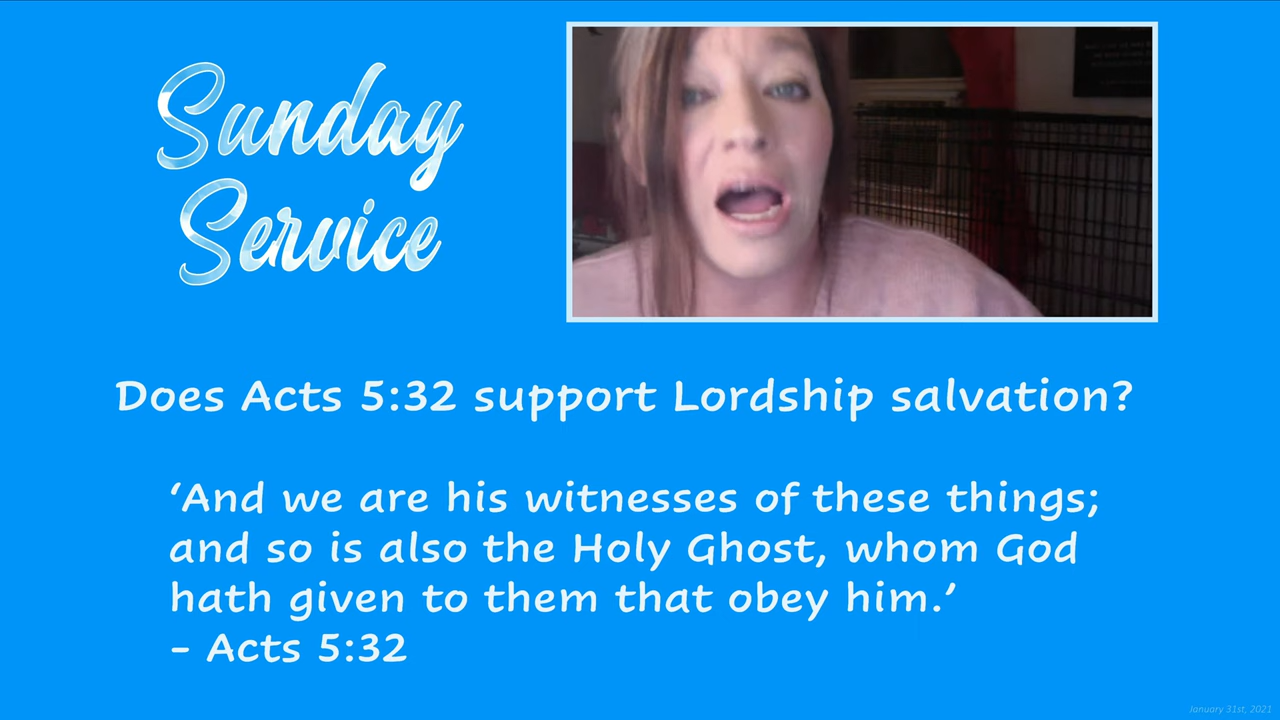 Sunday
Service
Does Acts 5:32 support Lordship salvation?
‘And we are his witnesses of these things;
and so is also the Holy Ghost, whom God
hath given to them that obey him.’
– Acts 5:32
January 31st, 2021